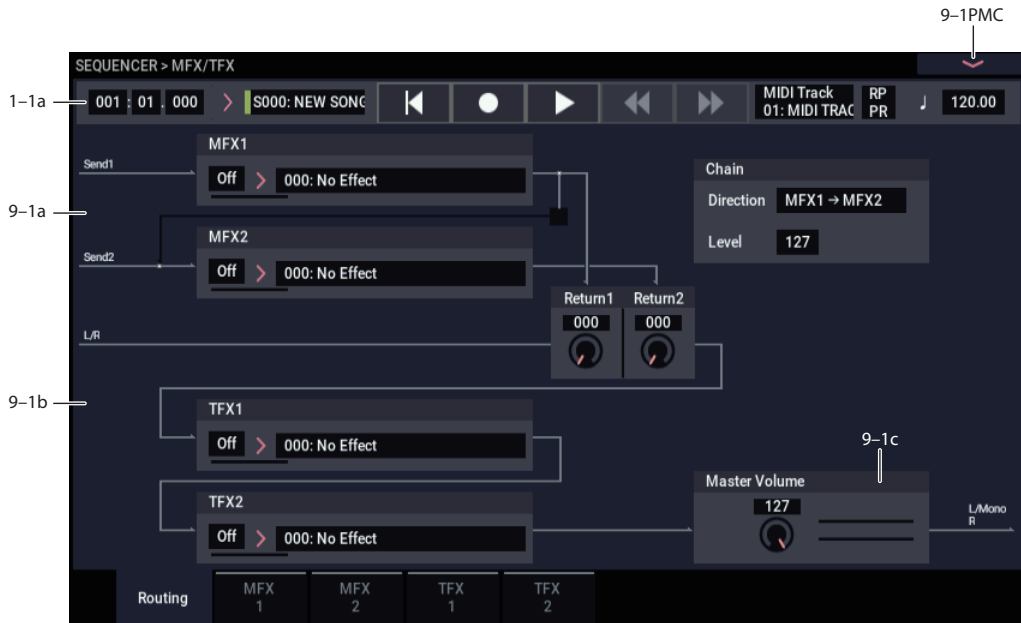 9–1PMC
SEQUENCER > MFX/TFX
1–1a
001 : 01 . 000
S000: NEW SONG
MIDI Track
01: MIDI TRAC
RP
PR
♩ 120.00
MFX1
Send1
Off
000: No Effect
Chain
Direction MFX1 → MFX2
Level 127
9–1a
MFX2
Send2
Off
000: No Effect
Return1 Return2
000 000
L/R
9–1b
TFX1
Off
000: No Effect
9–1c
TFX2
Off
000: No Effect
Master Volume
127
L/Mono
R
Routing
MFX
1
MFX
2
TFX
1
TFX
2